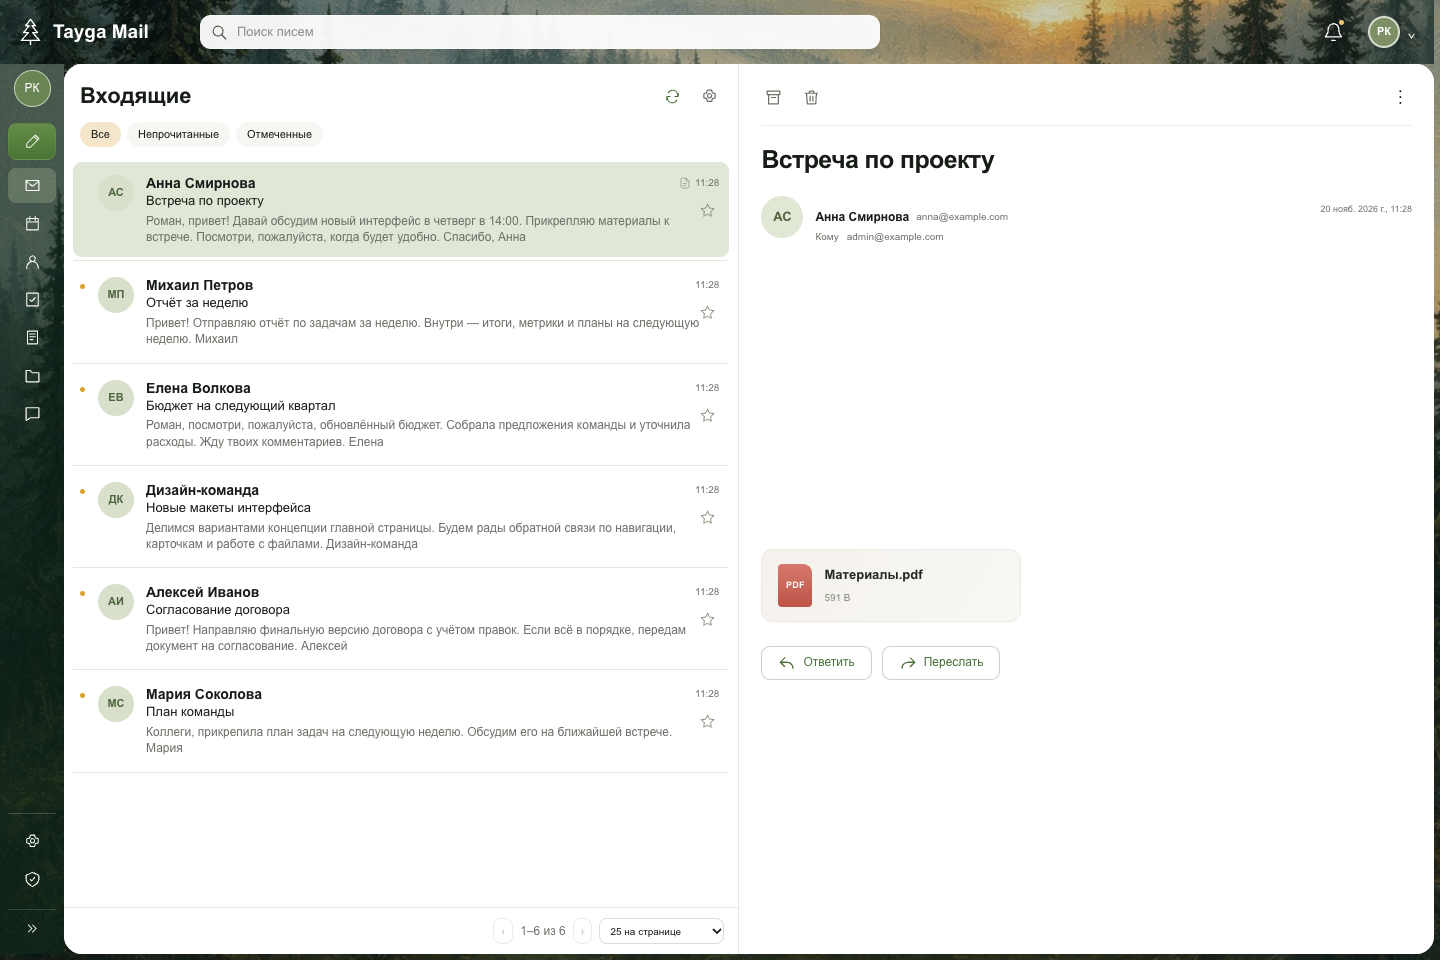 Tayga Mail
Поиск писем
РК
РК
Входящие
Все
Непрочитанные
Отмеченные
АС
Анна Смирнова
11:28
Встреча по проекту
Роман, привет! Давай обсудим новый интерфейс в четверг в 14:00. Прикрепляю материалы к
встрече. Посмотри, пожалуйста, когда будет удобно. Спасибо, Анна
МП
Михаил Петров
11:28
Отчёт за неделю
Привет! Отправляю отчёт по задачам за неделю. Внутри — итоги, метрики и планы на следующую
неделю. Михаил
ЕВ
Елена Волкова
11:28
Бюджет на следующий квартал
Роман, посмотри, пожалуйста, обновлённый бюджет. Собрала предложения команды и уточнила
расходы. Жду твоих комментариев. Елена
ДК
Дизайн-команда
11:28
Новые макеты интерфейса
Делимся вариантами концепции главной страницы. Будем рады обратной связи по навигации,
карточкам и работе с файлами. Дизайн-команда
АИ
Алексей Иванов
11:28
Согласование договора
Привет! Направляю финальную версию договора с учётом правок. Если всё в порядке, передам
документ на согласование. Алексей
МС
Мария Соколова
11:28
План команды
Коллеги, прикрепила план задач на следующую неделю. Обсудим его на ближайшей встрече.
Мария
1–6 из 6
25 на странице
Встреча по проекту
АС
Анна Смирнова anna@example.com
20 нояб. 2026 г., 11:28
Кому admin@example.com
PDF
Материалы.pdf
591 B
Ответить
Переслать